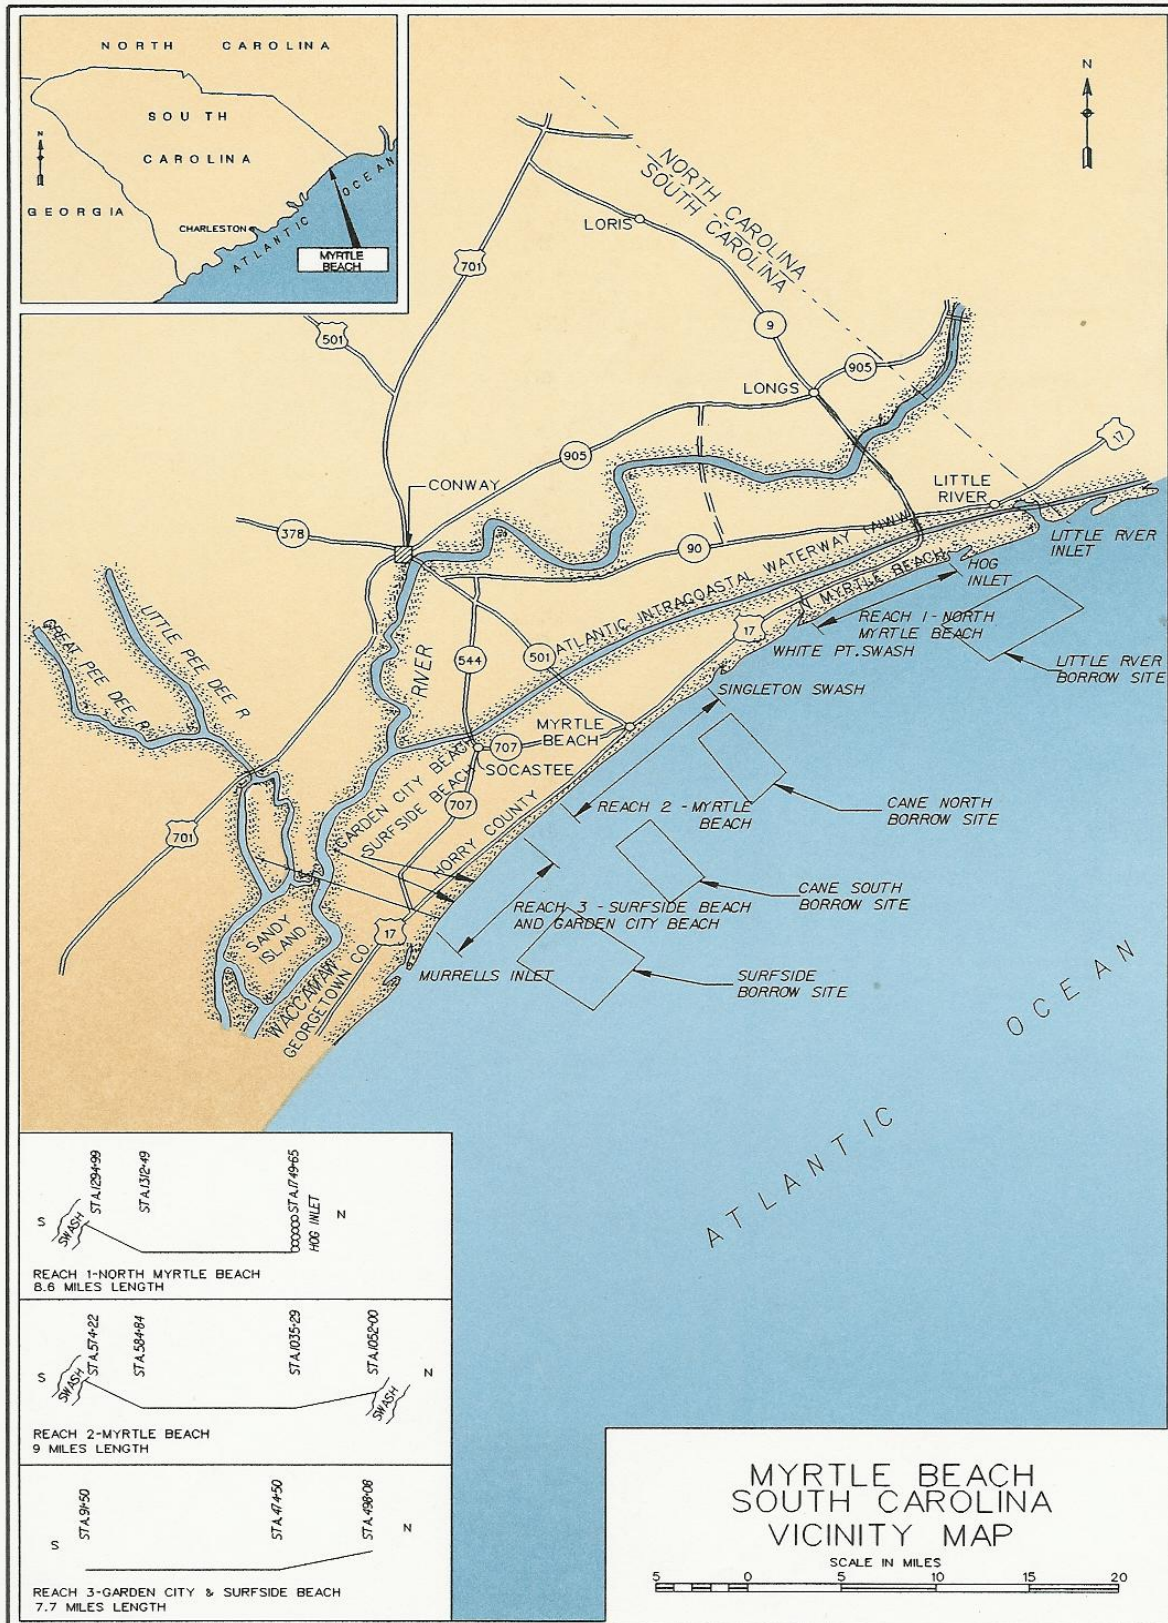 NORTH CAROLINA
SOUTH
CAROLINA
N
GEORGIA
CHARLESTON
ATLANTIC OCEAN
MYRTLE
BEACH
N
NORTH CAROLINA
SOUTH CAROLINA
LORIS
701
501
9
905
LONGS
17
905
CONWAY
LITTLE
RIVER
378
90
ATLANTIC INTRACOASTAL WATERWAY (AIWW)
LITTLE RVER
INLET
HOG
INLET
N. MYRTLE BEACH
LITTLE PEE DEE R
GREAT PEE DEE R
RIVER
544
501
17
REACH 1-NORTH
MYRTLE BEACH
WHITE PT.SWASH
LITTLE RIVER
BORROW SITE
SINGLETON SWASH
MYRTLE
BEACH
707
SOCASTEE
GARDEN CITY BEACH
SURFSIDE BEACH
707
701
HORRY COUNTY
REACH 2 -MYRTLE
BEACH
CANE NORTH
BORROW SITE
CANE SOUTH
BORROW SITE
REACH 3 -SURFSIDE BEACH
AND GARDEN CITY BEACH
SANDY
ISLAND
17
MURRELLS INLET
SURFSIDE
BORROW SITE
WACCAMAW
GEORGETOWN CO.
ATLANTIC OCEAN
STA.1294+99
STA.1312+49
STA.1749+65
HOG INLET
S
SWASH
N
REACH 1-NORTH MYRTLE BEACH
8.6 MILES LENGTH
STA.574+22
STA.584+84
STA.1035+29
STA.1052+00
S
SWASH
SWASH
N
REACH 2-MYRTLE BEACH
9 MILES LENGTH
STA.91+50
STA.474+50
STA.498+08
S
N
REACH 3-GARDEN CITY & SURFSIDE BEACH
7.7 MILES LENGTH
MYRTLE BEACH
SOUTH CAROLINA
VICINITY MAP
SCALE IN MILES
5 0 5 10 15 20